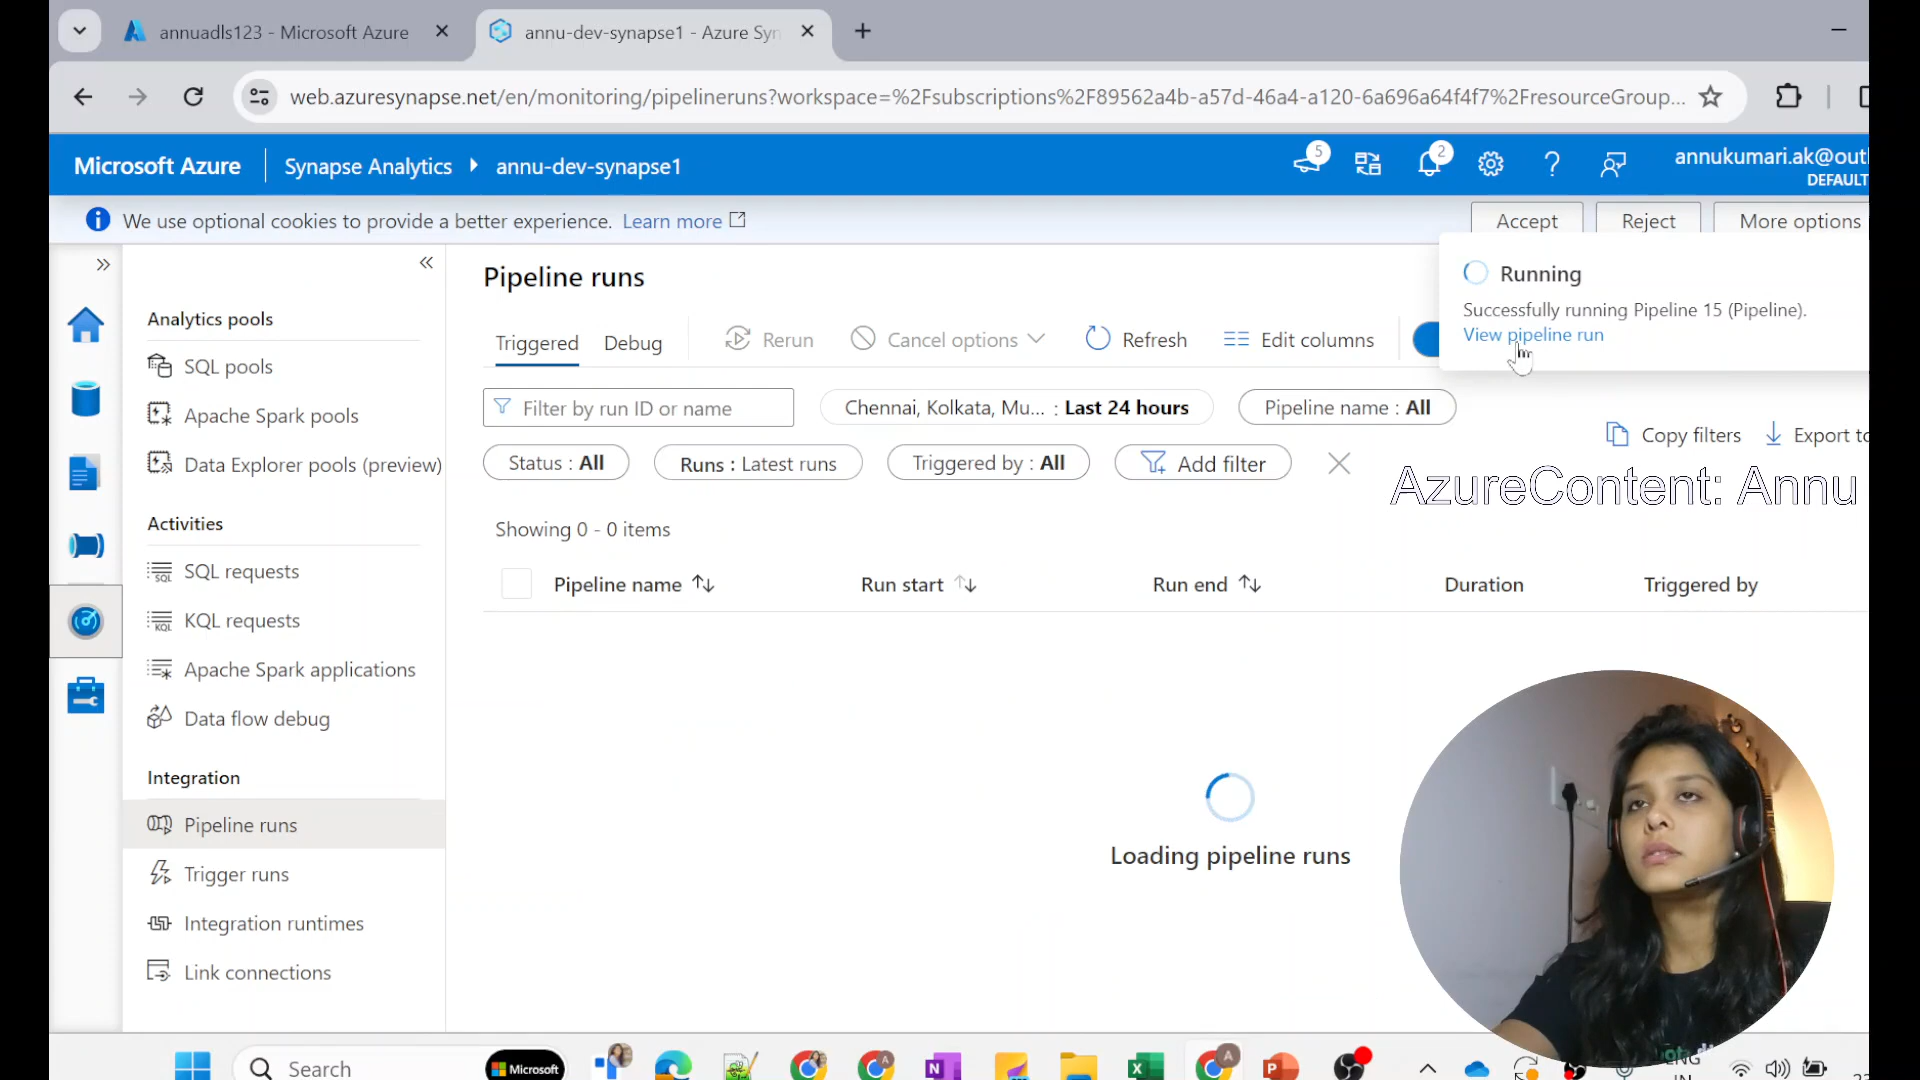 annuadls123 - Microsoft Azure
annu-dev-synapse1 - Azure Syn
web.azuresynapse.net/en/monitoring/pipelineruns?workspace=%2Fsubscriptions%2F89562a4b-a57d-46a4-a120-6a696a64f4f7%2FresourceGroup...
Microsoft Azure
Synapse Analytics
annu-dev-synapse1
5
2
annukumari.ak@outl
DEFAULT
We use optional cookies to provide a better experience. Learn more
Accept
Reject
More options
Analytics pools
SQL pools
Apache Spark pools
Data Explorer pools (preview)
Activities
SQL requests
KQL requests
Apache Spark applications
Data flow debug
Integration
Pipeline runs
Trigger runs
Integration runtimes
Link connections
Pipeline runs
Running
Successfully running Pipeline 15 (Pipeline).
View pipeline run
Triggered
Debug
Rerun
Cancel options
Refresh
Edit columns
Filter by run ID or name
Chennai, Kolkata, Mu... : Last 24 hours
Pipeline name : All
Copy filters
Export to
Status : All
Runs : Latest runs
Triggered by : All
Add filter
AzureContent: Annu
Showing 0 - 0 items
Pipeline name
Run start
Run end
Duration
Triggered by
Loading pipeline runs
Search
Microsoft
ENG
IN